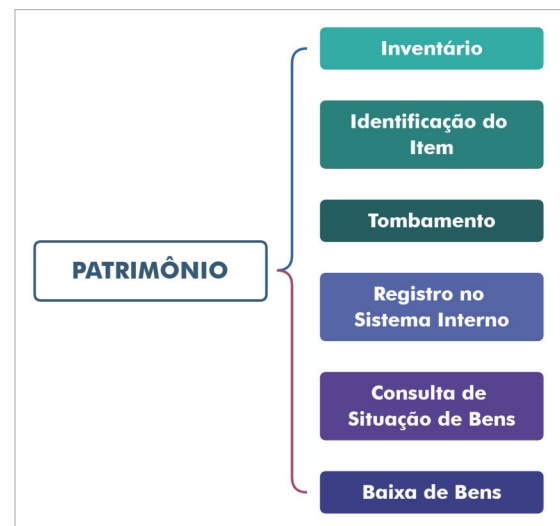 PATRIMÔNIO
Inventário
Identificação do
Item
Tombamento
Registro no
Sistema Interno
Consulta de
Situação de Bens
Baixa de Bens